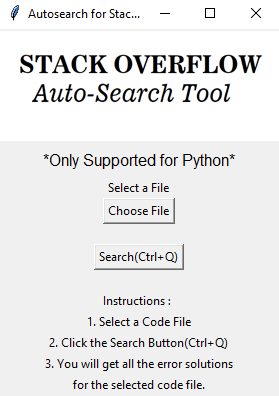 Autosearch for Stac...
STACK OVERFLOW
Auto-Search Tool
*Only Supported for Python*
Select a File
Choose File
Search(Ctrl+Q)
Instructions :
1. Select a Code File
2. Click the Search Button(Ctrl+Q)
3. You will get all the error solutions
for the selected code file.